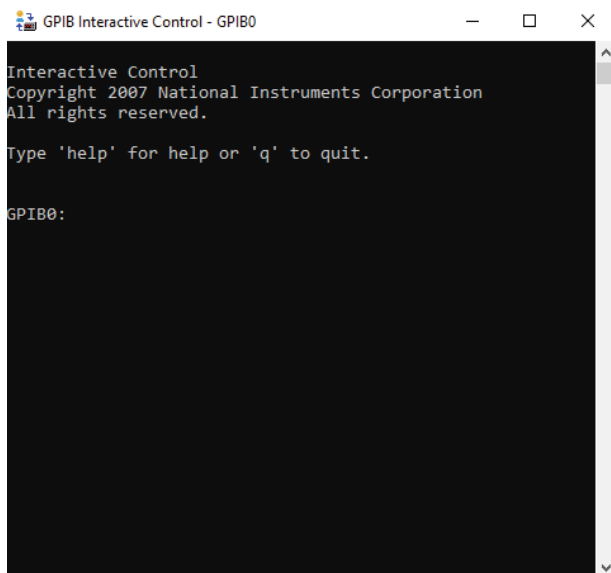 GPIB Interactive Control - GPIB0
Interactive Control
Copyright 2007 National Instruments Corporation
All rights reserved.
Type 'help' for help or 'q' to quit.
GPIB0: